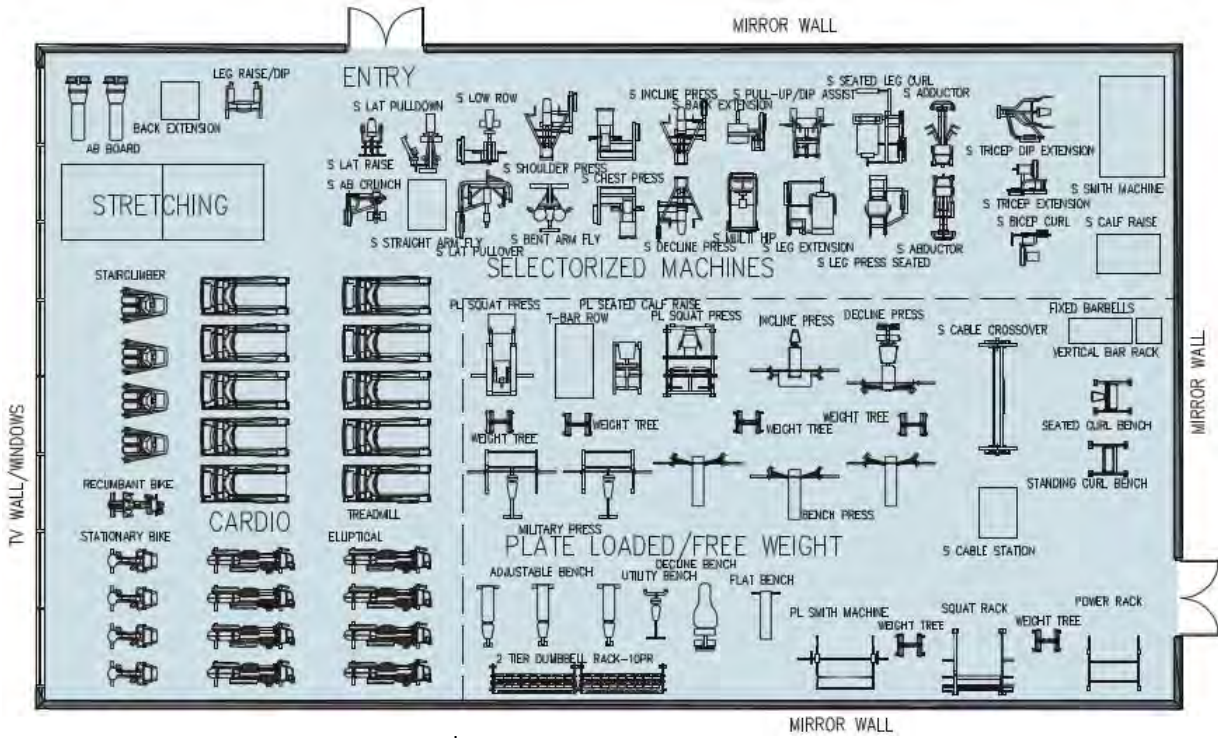 MIRROR WALL
LEG RAISE/DIP
ENTRY
BACK EXTENSION
AB BOARD
STRETCHING
S LAT PULLDOWN
S LOW ROW
S INCLINE PRESS
S BACK EXTENSION
S PULL-UP/DIP ASSIST
S SEATED LEG CURL
S ADDUCTOR
S LAT RAISE
S SHOULDER PRESS
S TRICEP DIP EXTENSION
S AB CRUNCH
S CHEST PRESS
S SMITH MACHINE
S TRICEP EXTENSION
S BICEP CURL
S CALF RAISE
S STRAIGHT ARM FLY
S LAT PULLOVER
S BENT ARM FLY
S DECLINE PRESS
S MULTI HIP
S LEG EXTENSION
S LEG PRESS SEATED
S ABDUCTOR
SELECTORIZED MACHINES
STAIRCLIMBER
PL SQUAT PRESS
PL SEATED CALF RAISE
T-BAR ROW
PL SQUAT PRESS
INCLINE PRESS
DECLINE PRESS
S CABLE CROSSOVER
FIXED BARBELLS
VERTICAL BAR RACK
MIRROR WALL
TV WALL/WINDOWS
WEIGHT TREE
WEIGHT TREE
WEIGHT TREE
WEIGHT TREE
SEATED CURL BENCH
STANDING CURL BENCH
RECUMBANT BIKE
CARDIO
TREADMILL
STATIONARY BIKE
ELUPTICAL
MILITARY PRESS
BENCH PRESS
S CABLE STATION
PLATE LOADED/FREE WEIGHT
ADJUSTABLE BENCH
UTILITY BENCH
DECLINE BENCH
FLAT BENCH
PL SMITH MACHINE
WEIGHT TREE
SQUAT RACK
WEIGHT TREE
POWER RACK
2 TIER DUMBBELL RACK-10PR
MIRROR WALL